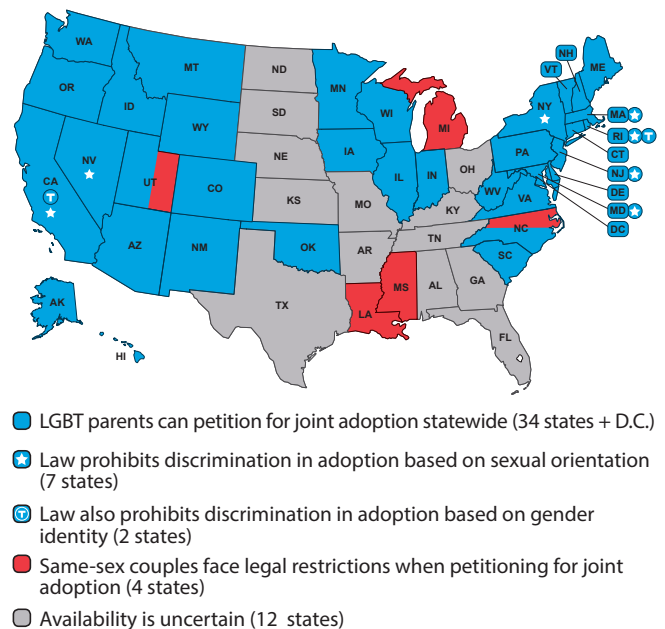 WA
NH
VT
ME
MT
ND
MN
OR
ID
SD
WI
NY
MA
MI
RI T
WY
CT
NE
IA
PA
NJ
NV
OH
DE
IL
IN
CA
UT
CO
WV
MD
VA
T
KS
MO
KY
DC
NC
AZ
NM
OK
TN
AR
SC
MS
AL
GA
AK
TX
LA
FL
HI
LGBT parents can petition for joint adoption statewide (34 states + D.C.)
Law prohibits discrimination in adoption based on sexual orientation
(7 states)
T Law also prohibits discrimination in adoption based on gender
identity (2 states)
Same-sex couples face legal restrictions when petitioning for joint
adoption (4 states)
Availability is uncertain (12 states)